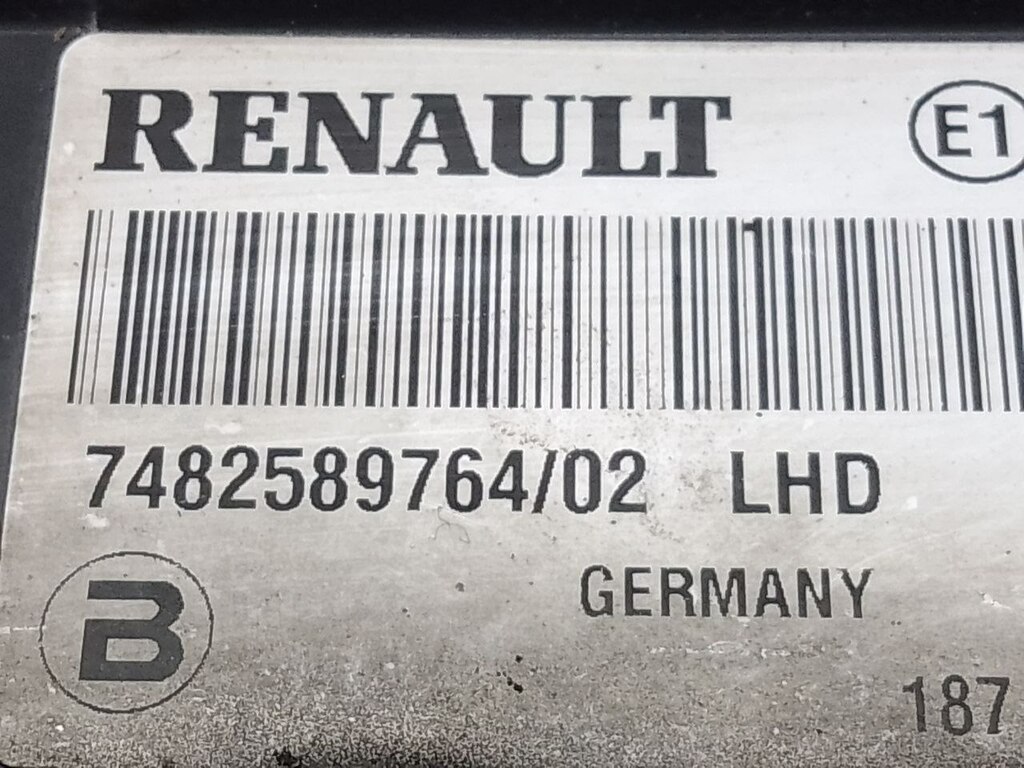 RENAULT E1
7482589764/02 LHD
B GERMANY
187